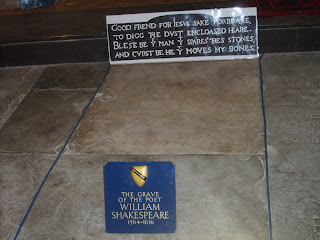 GOOD FREND FOR IESVS SAKE FORBEARE,
TO DIGG THE DVST ENCLOASED HEARE.
BLESE BE Yͤ MAN Yͭ SPARES THES STONES,
AND CVRST BE HE Yͭ MOVES MY BONES.
THE GRAVE
OF THE POET
WILLIAM
SHAKESPEARE
1564-1616